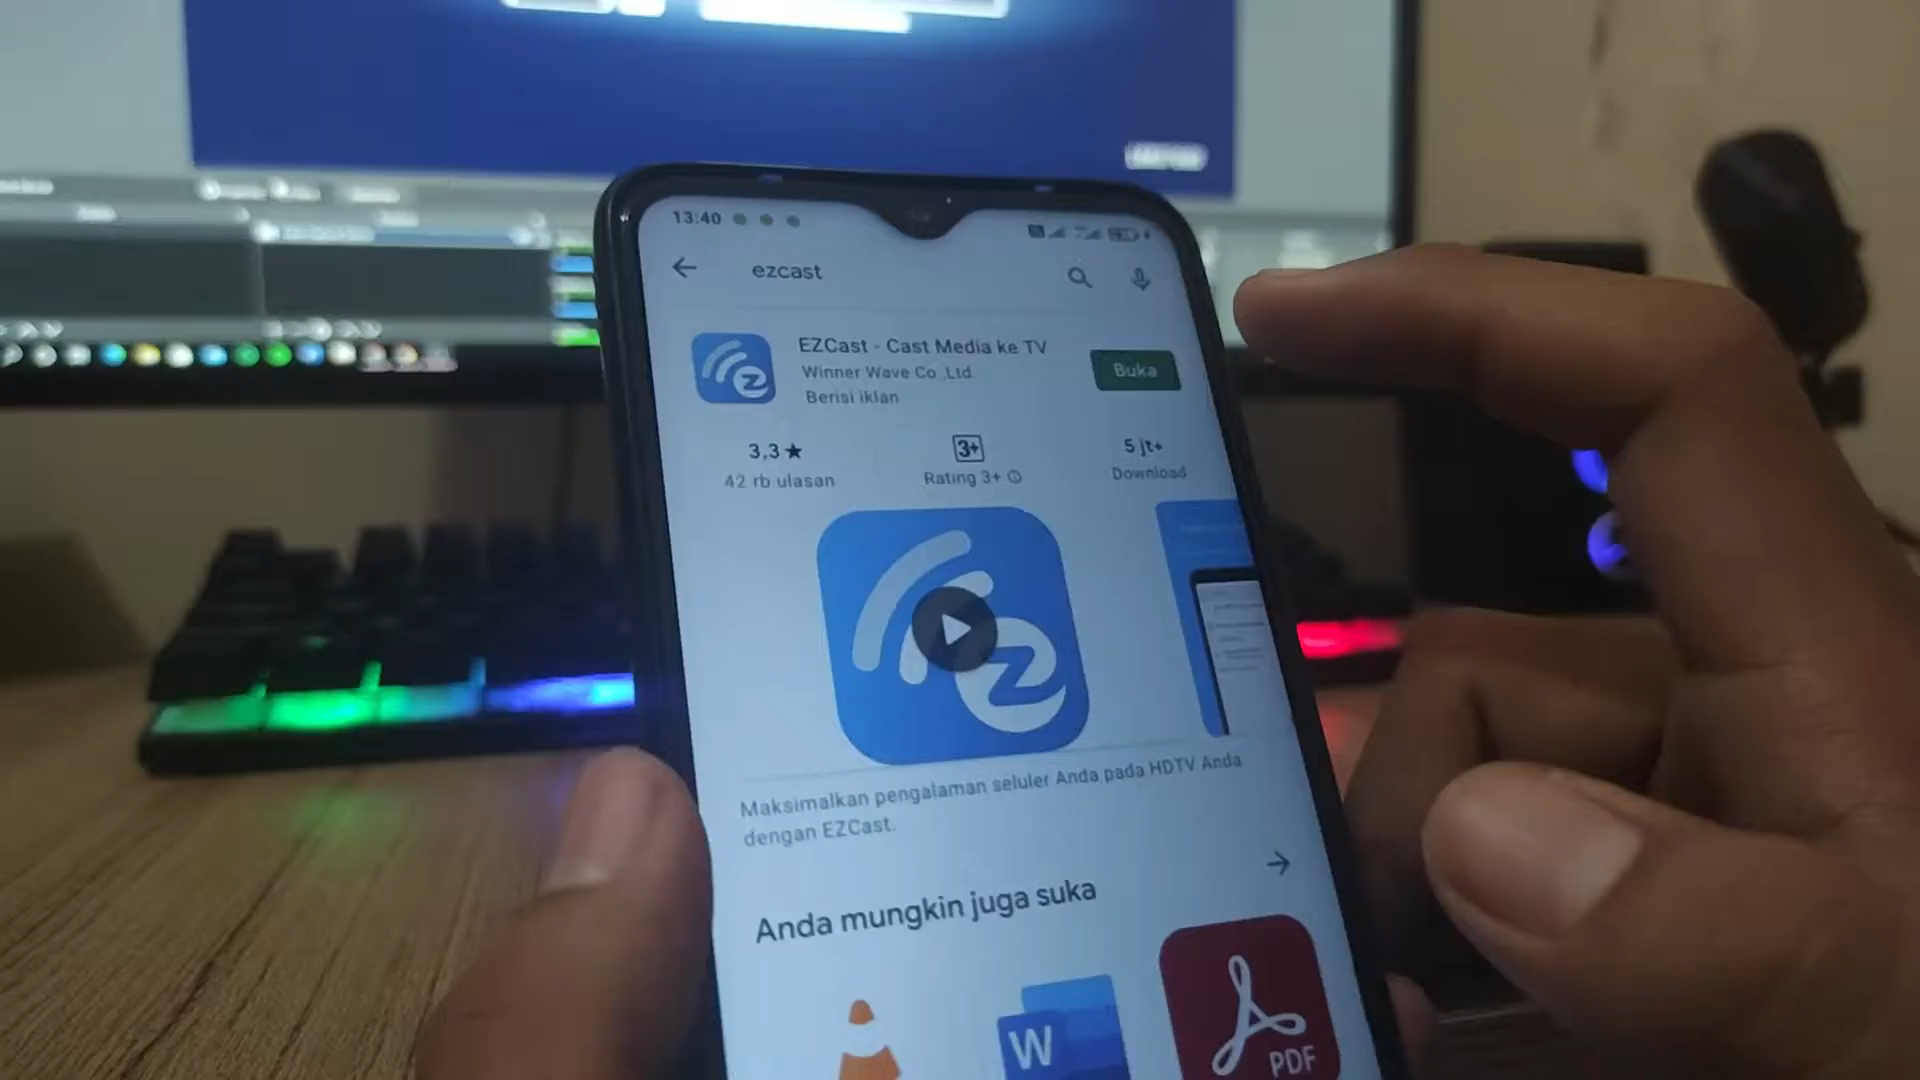 13:40
ezcast
EZCast - Cast Media ke TV
Winner Wave Co.,Ltd.
Buka
Berisi iklan
3,3★
3+
5 jt+
42 rb ulasan
Rating 3+
Download
Z
Maksimalkan pengalaman seluler Anda pada HDTV Anda
dengan EZCast.
Anda mungkin juga suka
W
PDF